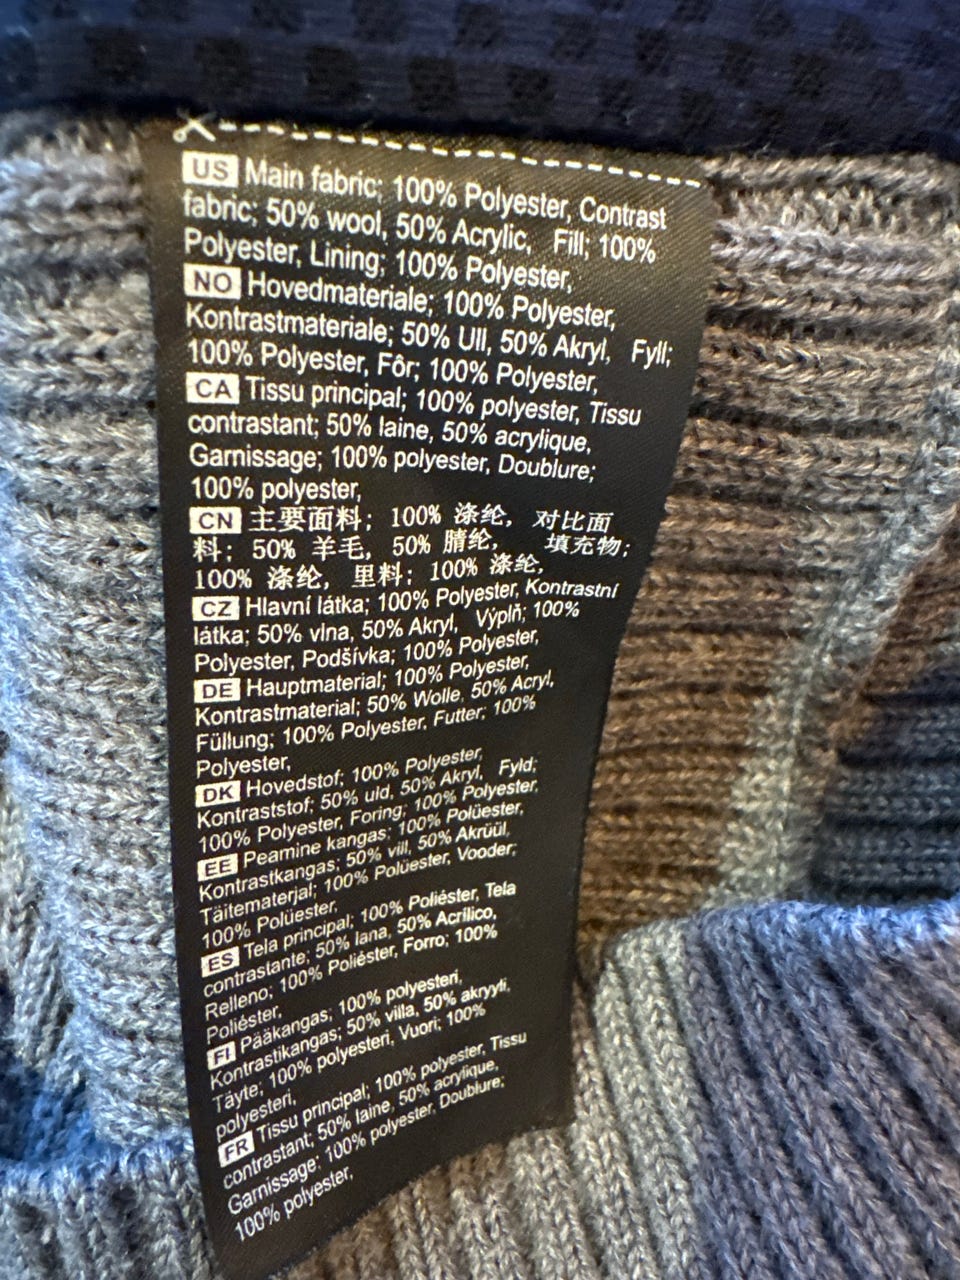 US Main fabric; 100% Polyester, Contrast
fabric; 50% wool, 50% Acrylic, Fill; 100%
Polyester, Lining; 100% Polyester,
NO Hovedmateriale; 100% Polyester,
Kontrastmateriale; 50% Ull, 50% Akryl, Fyll;
100% Polyester, Fôr; 100% Polyester,
CA Tissu principal; 100% polyester, Tissu
contrastant; 50% laine, 50% acrylique,
Garnissage; 100% polyester, Doublure;
100% polyester,
CN 主要面料; 100% 涤纶, 对比面
料; 50% 羊毛, 50% 腈纶, 填充物;
100% 涤纶, 里料; 100% 涤纶,
CZ Hlavní látka; 100% Polyester, Kontrastní
látka; 50% vlna, 50% Akryl, Výplň; 100%
Polyester, Podšívka; 100% Polyester,
DE Hauptmaterial; 100% Polyester,
Kontrastmaterial; 50% Wolle, 50% Acryl,
Füllung; 100% Polyester, Futter; 100%
Polyester,
DK Hovedstof; 100% Polyester,
Kontraststof; 50% uld, 50% Akryl, Fyld;
100% Polyester, Foring; 100% Polyester,
EE Peamine kangas; 100% Polüester,
Kontrastkangas; 50% vill, 50% Akrüül,
Täitematerjal; 100% Polüester, Vooder;
100% Polüester,
ES Tela principal; 100% Poliéster, Tela
contrastante; 50% lana, 50% Acrílico,
Relleno; 100% Poliéster, Forro; 100%
Poliéster,
FI Pääkangas; 100% polyesteri,
Kontrastikangas; 50% villa, 50% akryyli,
Täyte; 100% polyesteri, Vuori; 100%
polyesteri,
FR Tissu principal; 100% polyester, Tissu
contrastant; 50% laine, 50% acrylique,
Garnissage; 100% polyester, Doublure;
100% polyester,